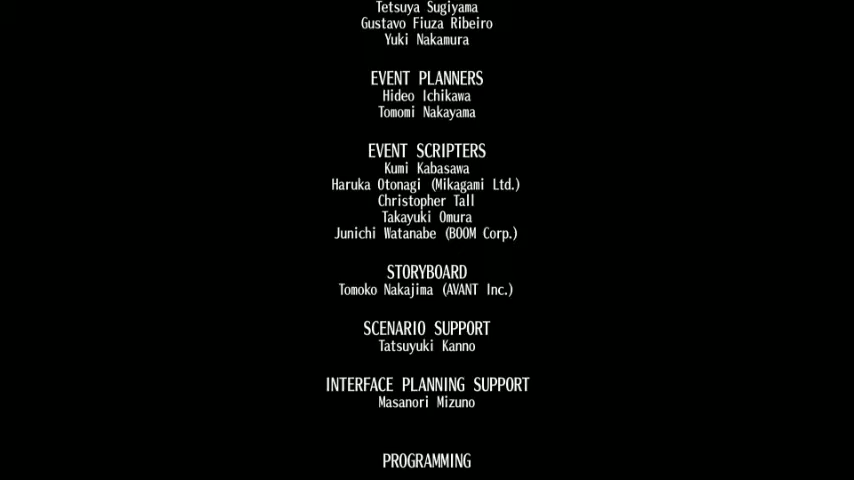 Tetsuya Sugiyama
Gustavo Fiuza Ribeiro
Yuki Nakamura
EVENT PLANNERS
Hideo Ichikawa
Tomomi Nakayama
EVENT SCRIPTERS
Kumi Kabasawa
Haruka Otonagi (Mikagami Ltd.)
Christopher Tall
Takayuki Omura
Junichi Watanabe (BOOM Corp.)
STORYBOARD
Tomoko Nakajima (AVANT Inc.)
SCENARIO SUPPORT
Tatsuyuki Kanno
INTERFACE PLANNING SUPPORT
Masanori Mizuno
PROGRAMMING